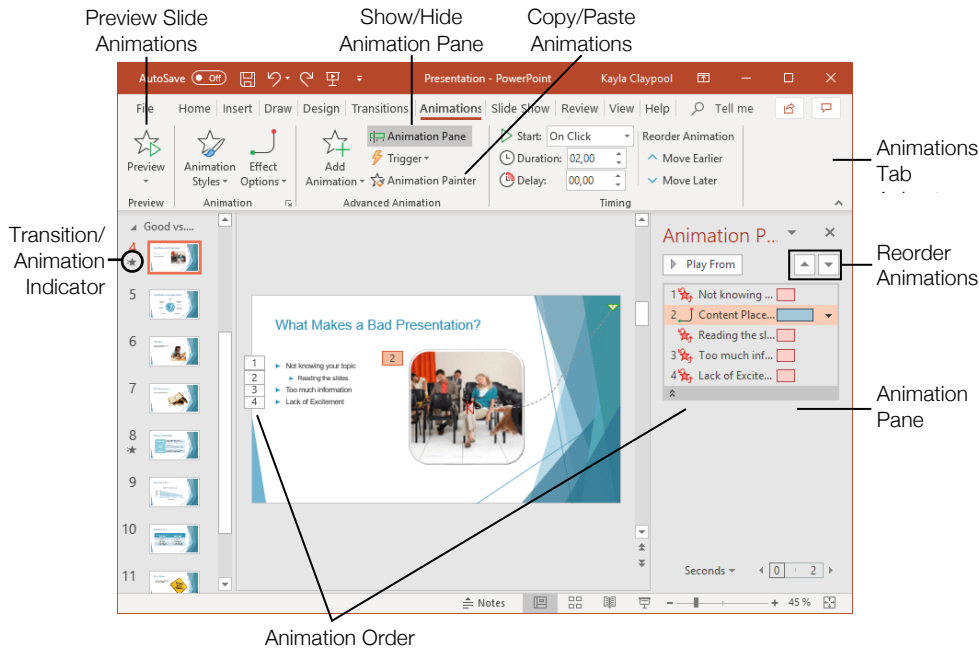 Preview Slide
Animations
Show/Hide
Animation Pane
Copy/Paste
Animations
AutoSave Off
Presentation - PowerPoint
Kayla Claypool
File Home Insert Draw Design Transitions Animations Slide Show Review View Help Tell me
Preview
Animation
Styles
Effect
Options
Add
Animation
Animation Pane
Trigger
Animation Painter
Start: On Click
Duration: 02,00
Delay: 00,00
Reorder Animation
Move Earlier
Move Later
Preview Animation Advanced Animation Timing
Animations
Tab
Transition/
Animation
Indicator
Good vs....
4
5
6
7
8
9
10
11
What Makes a Bad Presentation?
1 Not knowing your topic
2 Reading the slides
3 Too much information
4 Lack of Excitement
2
Animation P...
Play From
1 Not knowing ...
2 Content Place...
Reading the sl...
3 Too much inf...
4 Lack of Excite...
Seconds 0 2
Reorder
Animations
Animation
Pane
Notes
45 %
Animation Order